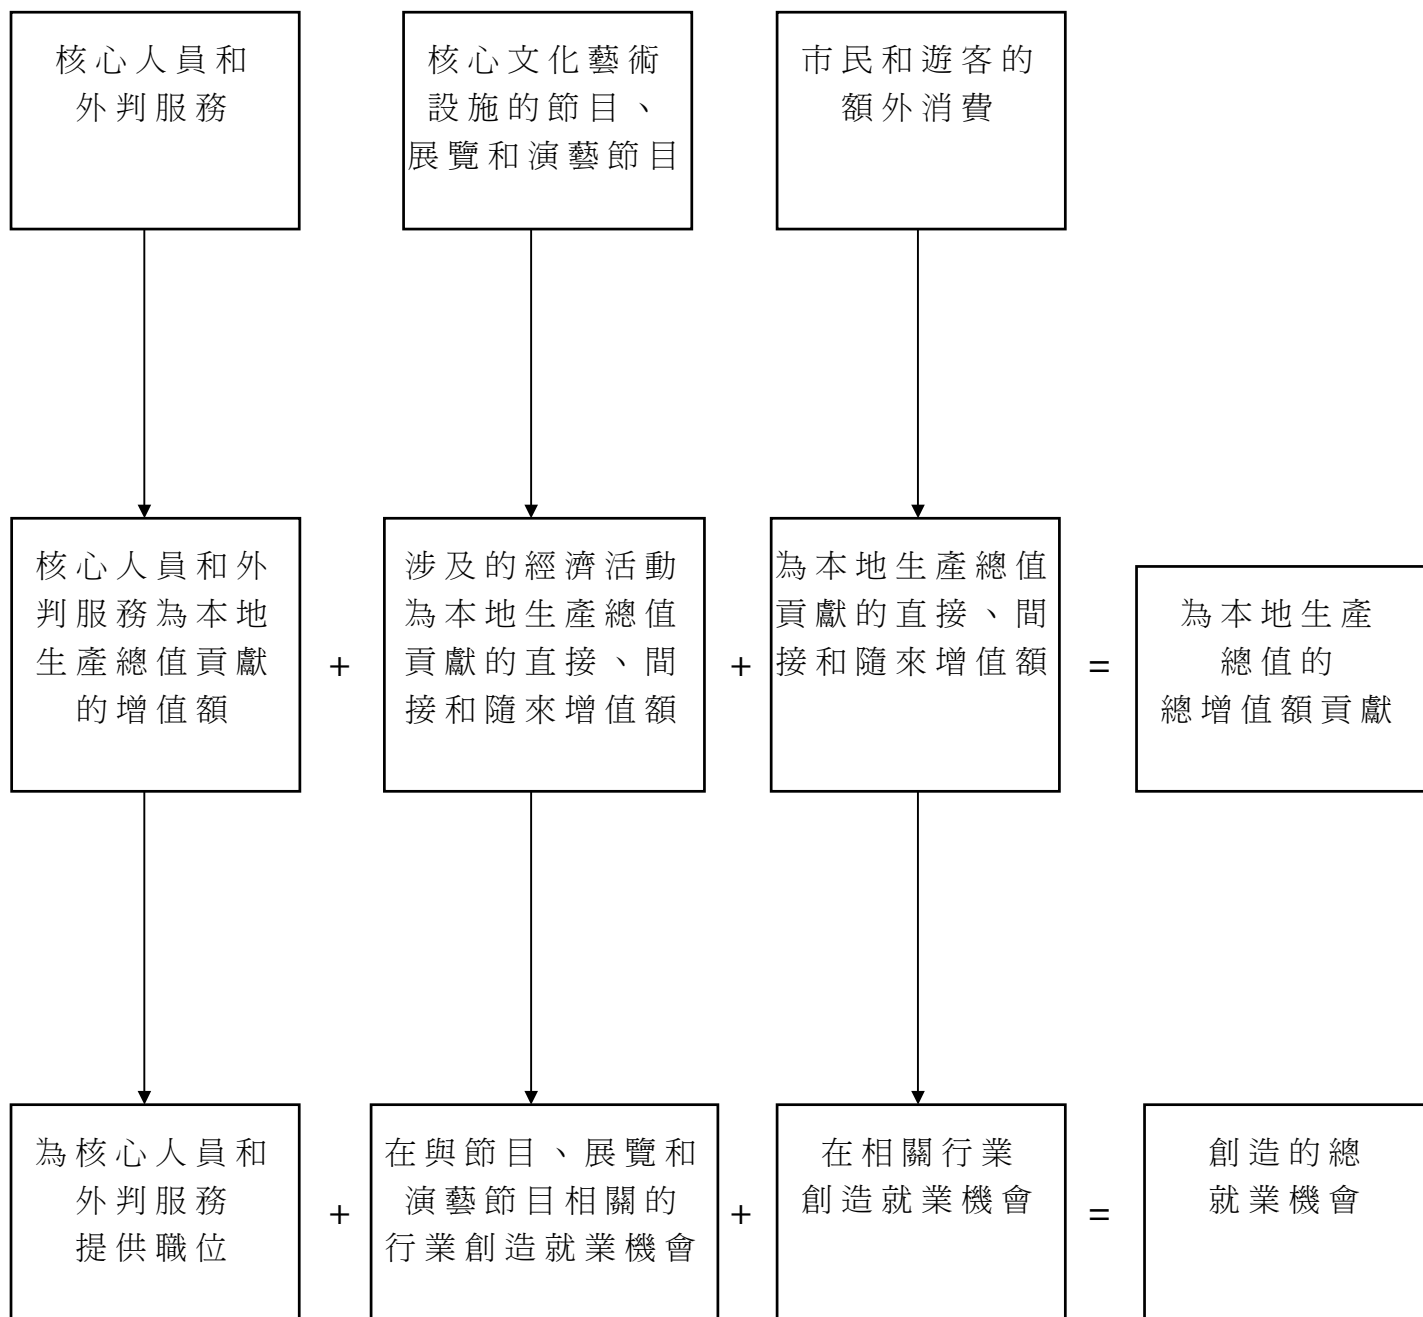 核心人員和
外判服務
核心文化藝術
設施的節目、
展覽和演藝節目
市民和遊客的
額外消費
核心人員和外
判服務為本地
生產總值貢獻
的增值額
+
涉及的經濟活動
為本地生產總值
貢獻的直接、間
接和隨來增值額
+
為本地生產總值
貢獻的直接、間
接和隨來增值額
=
為本地生產
總值的
總增值額貢獻
為核心人員和
外判服務
提供職位
+
在與節目、展覽和
演藝節目相關的
行業創造就業機會
+
在相關行業
創造就業機會
=
創造的總
就業機會